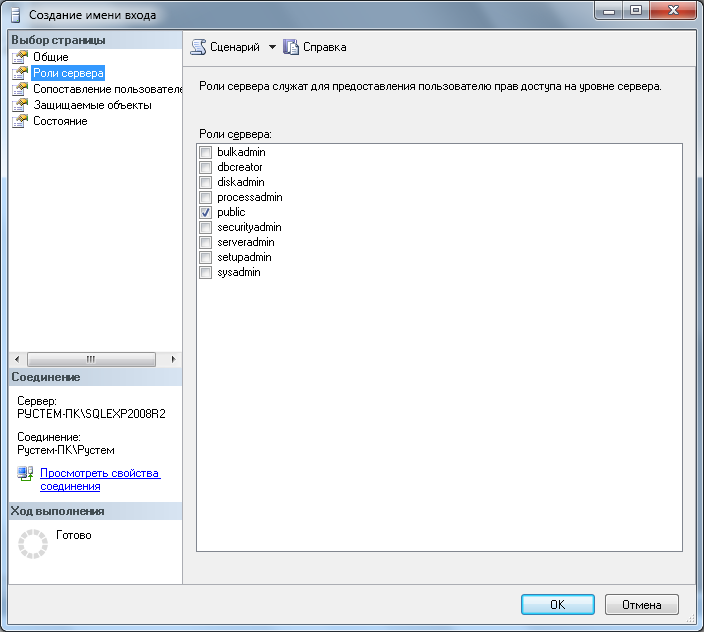 Создание имени входа
Выбор страницы
Общие
Роли сервера
Сопоставление пользователе
Защищаемые объекты
Состояние
Сценарий
Справка
Роли сервера служат для предоставления пользователю прав доступа на уровне сервера.
Роли сервера:
bulkadmin
dbcreator
diskadmin
processadmin
public
securityadmin
serveradmin
setupadmin
sysadmin
Соединение
Сервер:
РУСТЕМ-ПК\SQLEXP2008R2
Соединение:
Рустем-ПК\Рустем
Просмотреть свойства
соединения
Ход выполнения
Готово
OK
Отмена